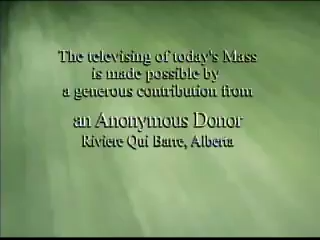 The televising of today's Mass
is made possible by
a generous contribution from
an Anonymous Donor
Riviere Qui Barre, Alberta